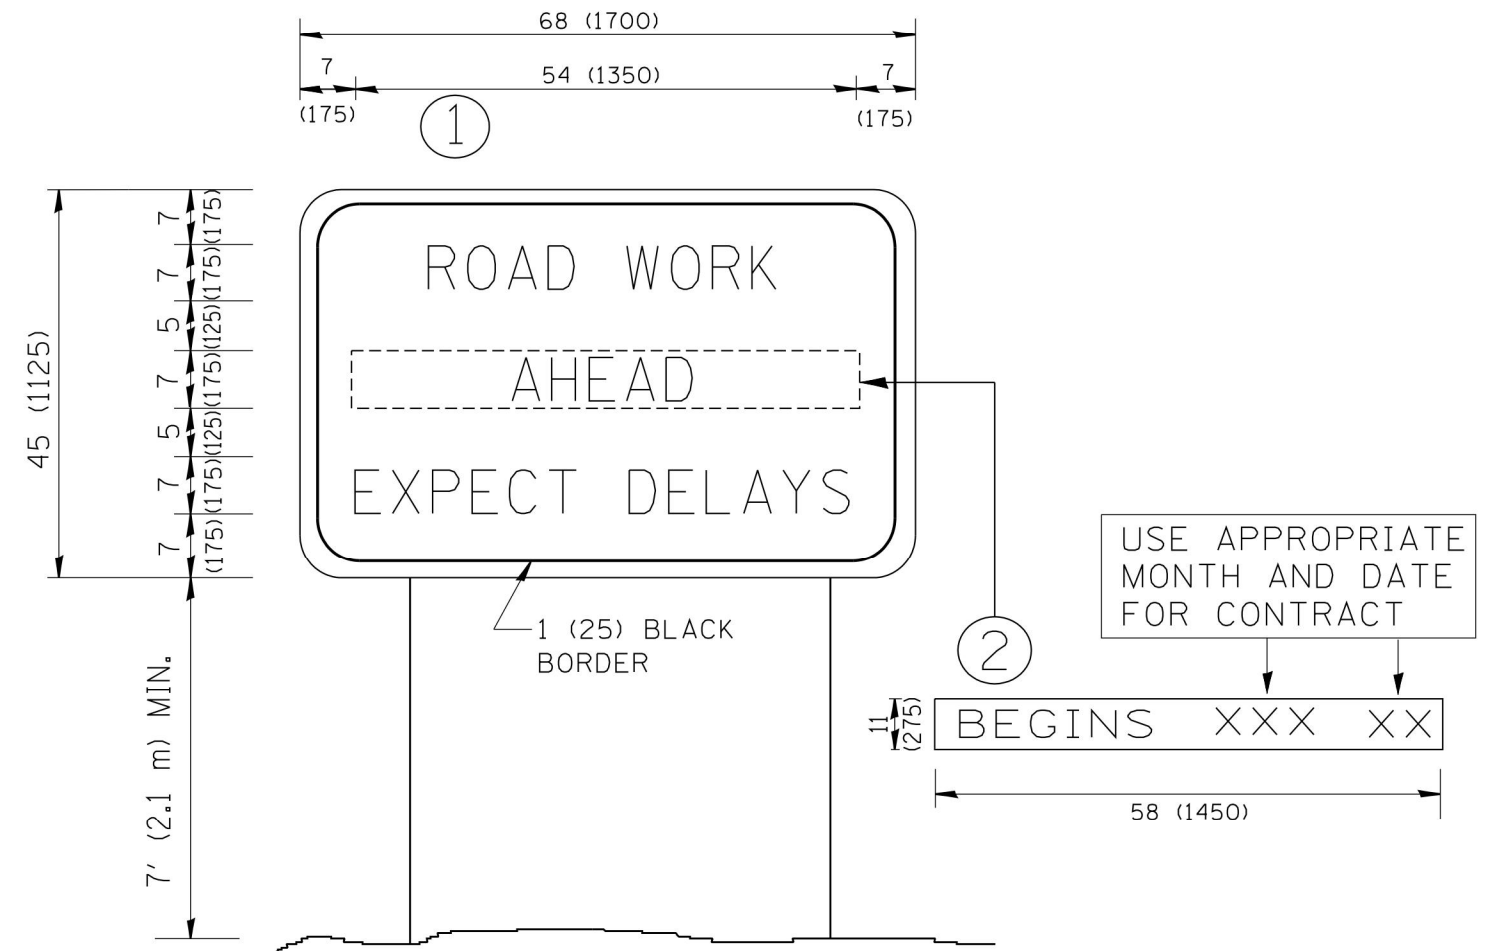 68 (1700)
7
54 (1350)
7
(175)
(175)
1
7
(175)
7
(175)
5
(125)
7
(175)
5
(125)
7
(175)
7
(175)
45 (1125)
ROAD WORK
AHEAD
EXPECT DELAYS
1 (25) BLACK
BORDER
7' (2.1 m) MIN.
2
USE APPROPRIATE
MONTH AND DATE
FOR CONTRACT
11
(275)
BEGINS XXX XX
58 (1450)